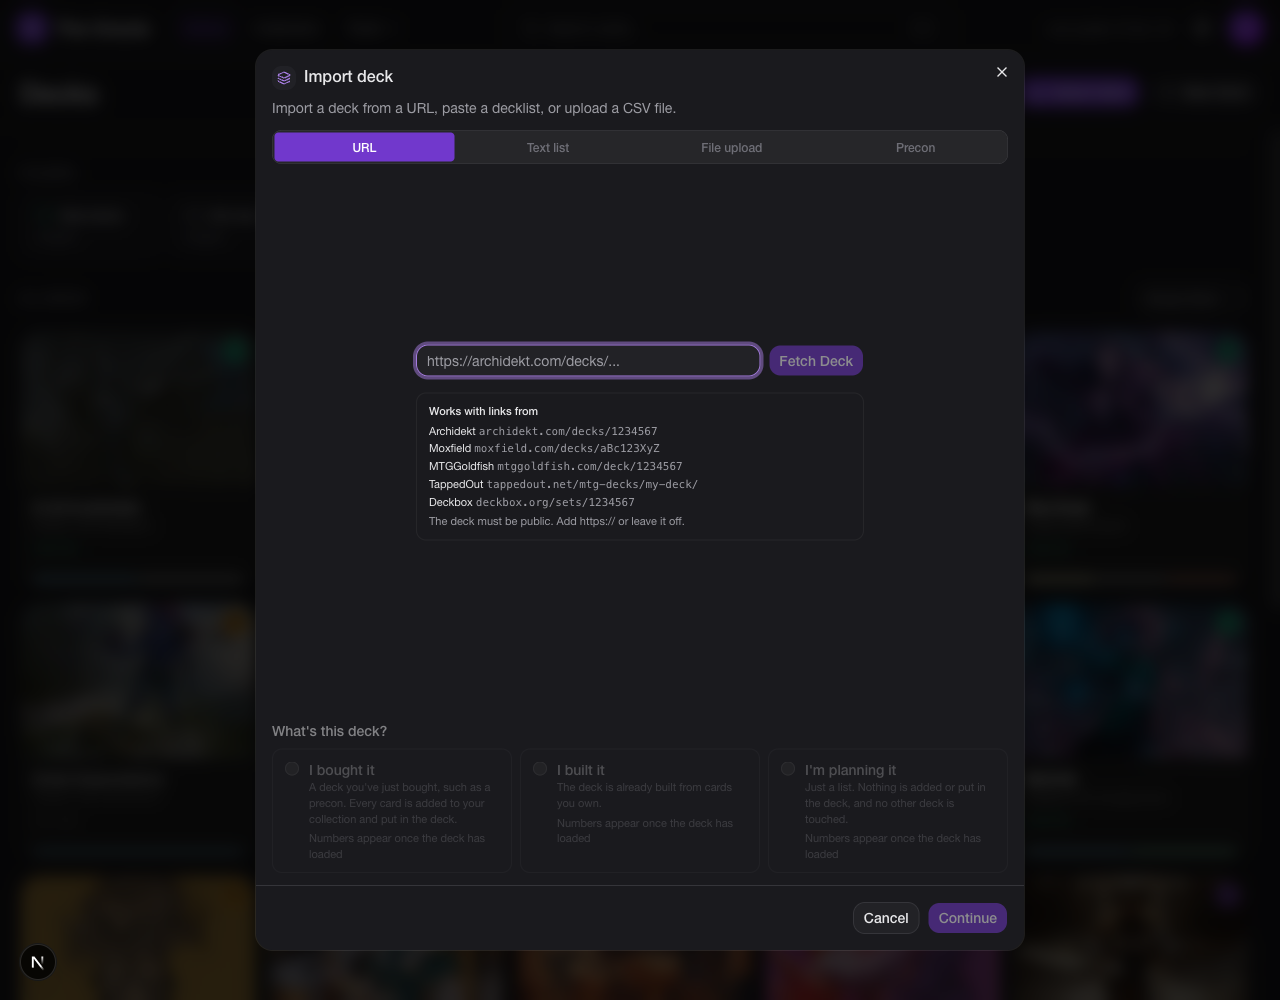 Import deck
Import a deck from a URL, paste a decklist, or upload a CSV file.
URL
Text list
File upload
Precon
https://archidekt.com/decks/...
Fetch Deck
Works with links from
Archidekt archidekt.com/decks/1234567
Moxfield moxfield.com/decks/aBc123XyZ
MTGGoldfish mtggoldfish.com/deck/1234567
TappedOut tappedout.net/mtg-decks/my-deck/
Deckbox deckbox.org/sets/1234567
The deck must be public. Add https:// or leave it off.
What's this deck?
I bought it
A deck you've just bought, such as a
precon. Every card is added to your
collection and put in the deck.
Numbers appear once the deck has
loaded
I built it
The deck is already built from cards
you own.
Numbers appear once the deck has
loaded
I'm planning it
Just a list. Nothing is added or put in
the deck, and no other deck is
touched.
Numbers appear once the deck has
loaded
Cancel
Continue
N